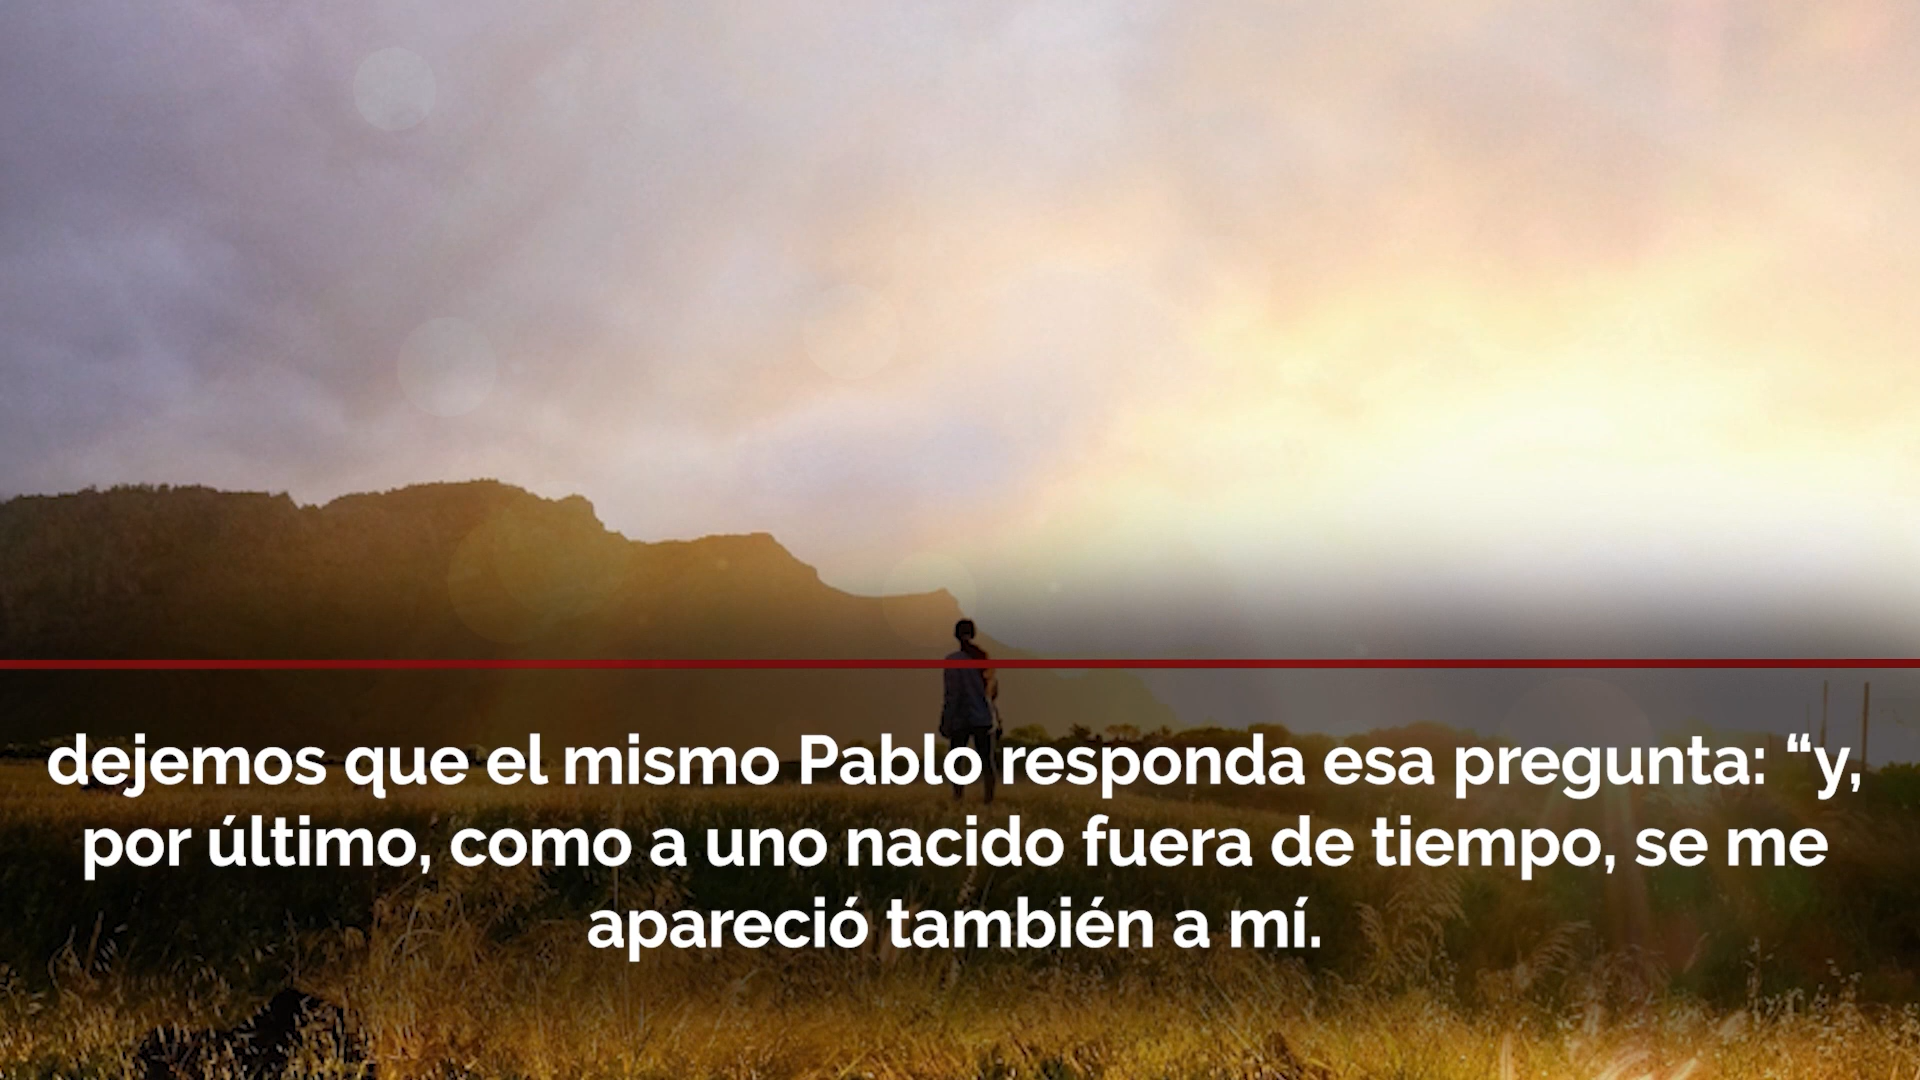 dejemos que el mismo Pablo responda esa pregunta: “y,
por último, como a uno nacido fuera de tiempo, se me
apareció también a mí.